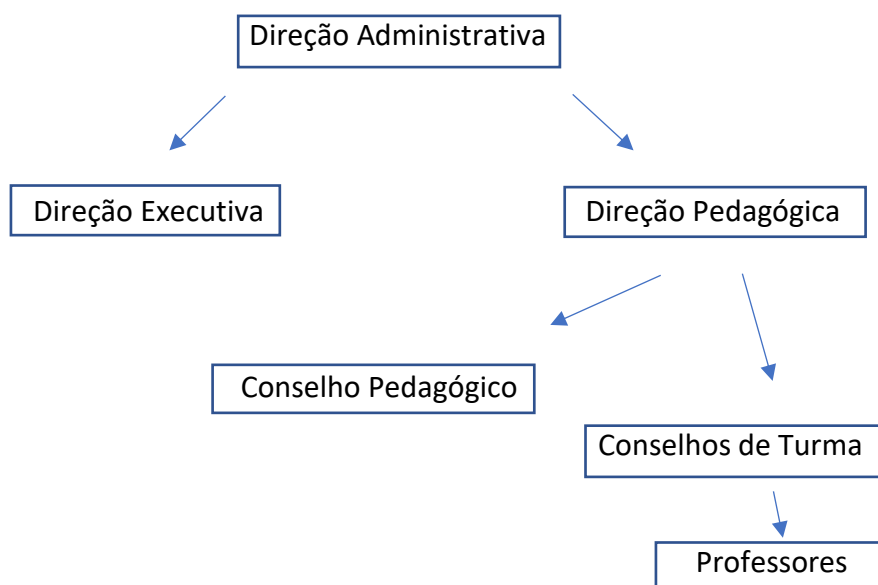 Direção Administrativa
Direção Executiva
Direção Pedagógica
Conselho Pedagógico
Conselhos de Turma
Professores